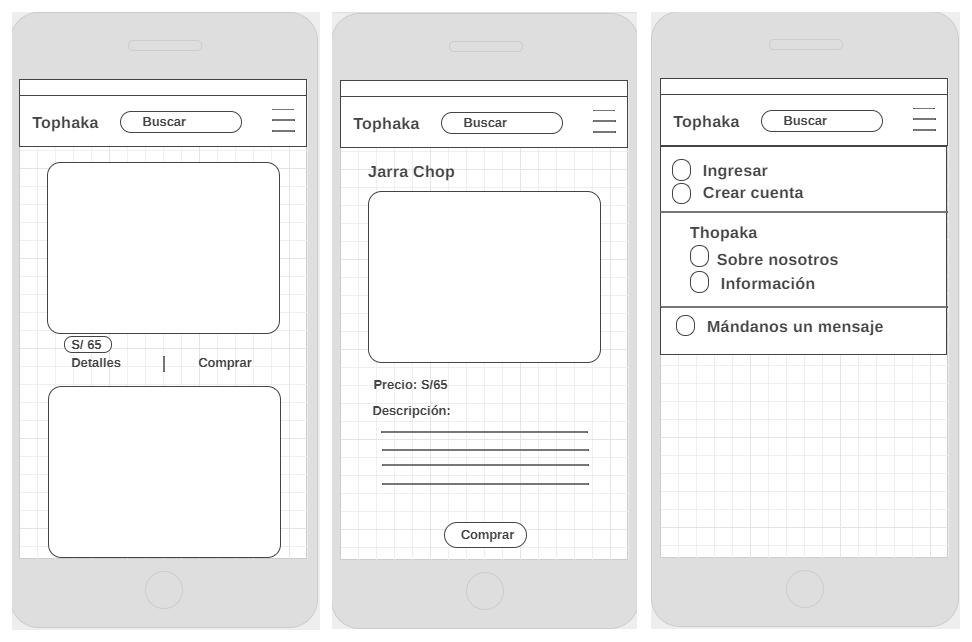 Tophaka Buscar
S/ 65
Detalles | Comprar
Tophaka Buscar
Jarra Chop
Precio: S/65
Descripción:
Comprar
Tophaka Buscar
Ingresar
Crear cuenta
Thopaka
Sobre nosotros
Información
Mándanos un mensaje